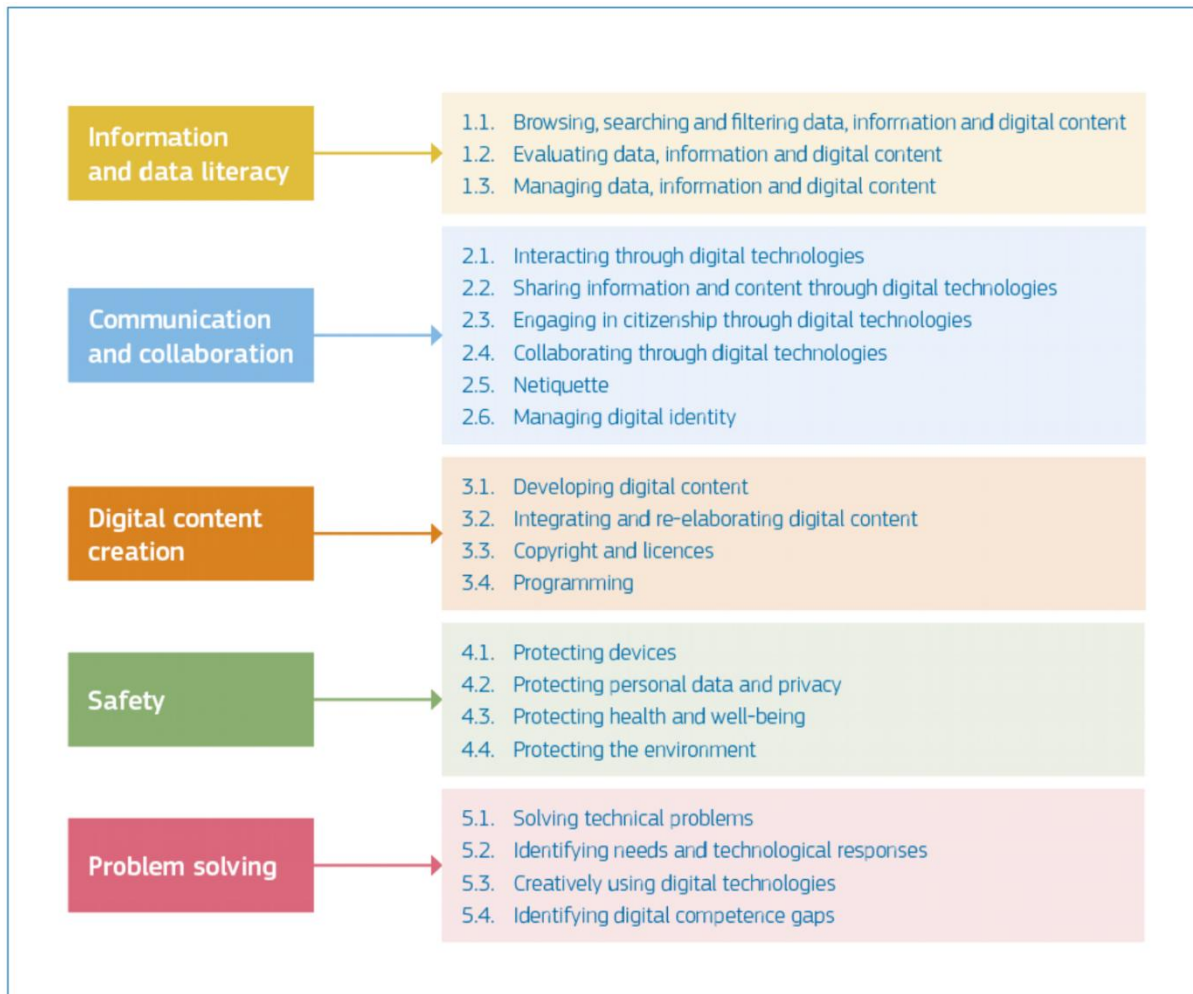 Information
and data literacy
1.1. Browsing, searching and filtering data, information and digital content
1.2. Evaluating data, information and digital content
1.3. Managing data, information and digital content
Communication
and collaboration
2.1. Interacting through digital technologies
2.2. Sharing information and content through digital technologies
2.3. Engaging in citizenship through digital technologies
2.4. Collaborating through digital technologies
2.5. Netiquette
2.6. Managing digital identity
Digital content
creation
3.1. Developing digital content
3.2. Integrating and re-elaborating digital content
3.3. Copyright and licences
3.4. Programming
Safety
4.1. Protecting devices
4.2. Protecting personal data and privacy
4.3. Protecting health and well-being
4.4. Protecting the environment
Problem solving
5.1. Solving technical problems
5.2. Identifying needs and technological responses
5.3. Creatively using digital technologies
5.4. Identifying digital competence gaps